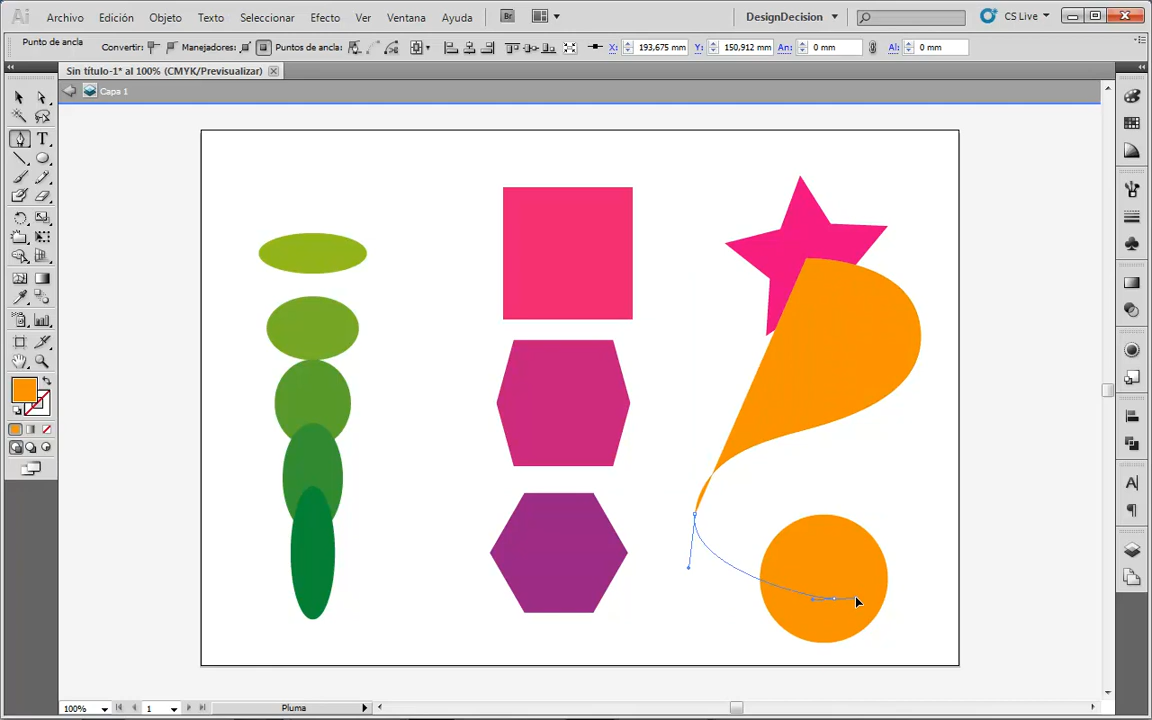 Ai Archivo Edición Objeto Texto Seleccionar Efecto Ver Ventana Ayuda Br DesignDecision CS Live
Punto de ancla Convertir: Manejadores: Puntos de ancla: X: 193,675 mm Y: 150,912 mm An: 0 mm Al: 0 mm
Sin título-1* al 100% (CMYK/Previsualizar)
Capa 1
100% 1 Pluma